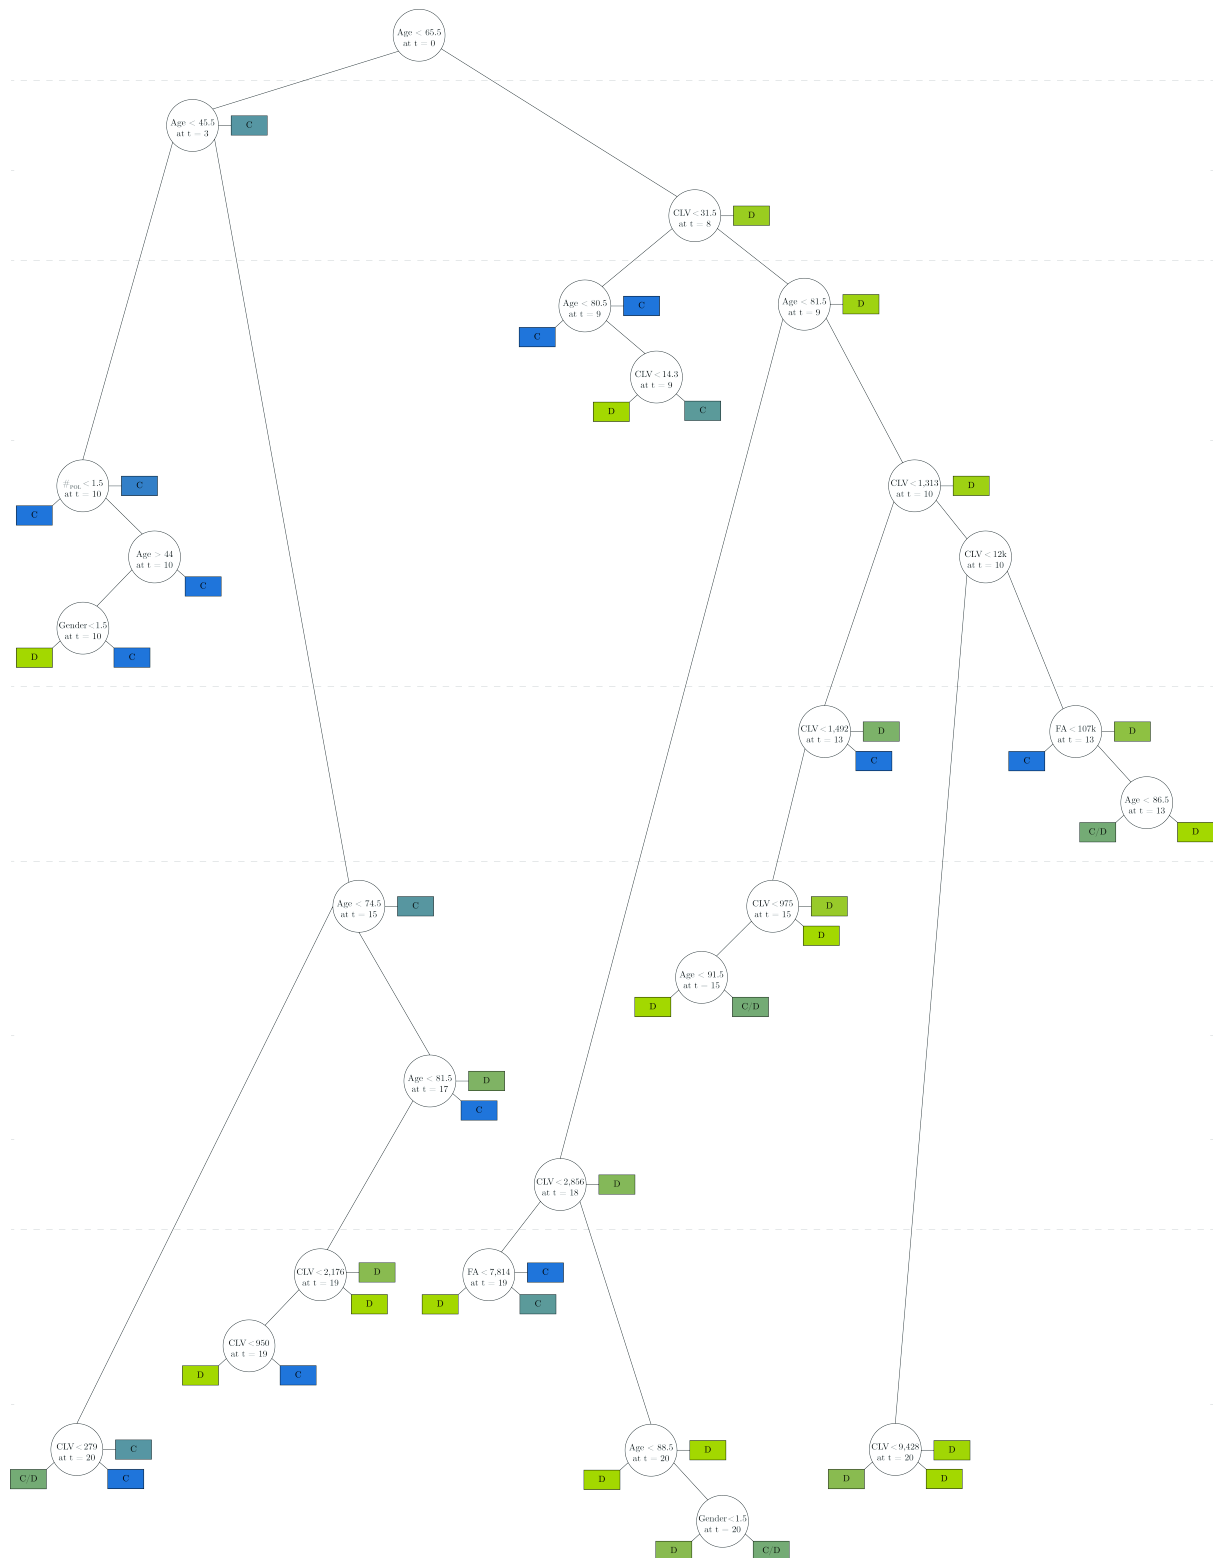 Age < 65.5
at t = 0
Age < 45.5
at t = 3
C
CLV<31.5
at t = 8
D
Age < 80.5
at t = 9
C
Age < 81.5
at t = 9
D
C
CLV<14.3
at t = 9
D
C
#POL<1.5
at t = 10
C
CLV<1,313
at t = 10
D
C
Age > 44
at t = 10
CLV<12k
at t = 10
C
Gender<1.5
at t = 10
D
C
CLV<1,492
at t = 13
D
FA<107k
at t = 13
D
C
C
Age < 86.5
at t = 13
C/D
D
Age < 74.5
at t = 15
C
CLV<975
at t = 15
D
D
Age < 91.5
at t = 15
D
C/D
Age < 81.5
at t = 17
D
C
CLV<2,856
at t = 18
D
CLV<2,176
at t = 19
D
FA<7,814
at t = 19
C
D
D
C
CLV<950
at t = 19
D
C
CLV<279
at t = 20
C
Age < 88.5
at t = 20
D
CLV<9,428
at t = 20
D
C/D
C
D
D
D
Gender<1.5
at t = 20
D
C/D